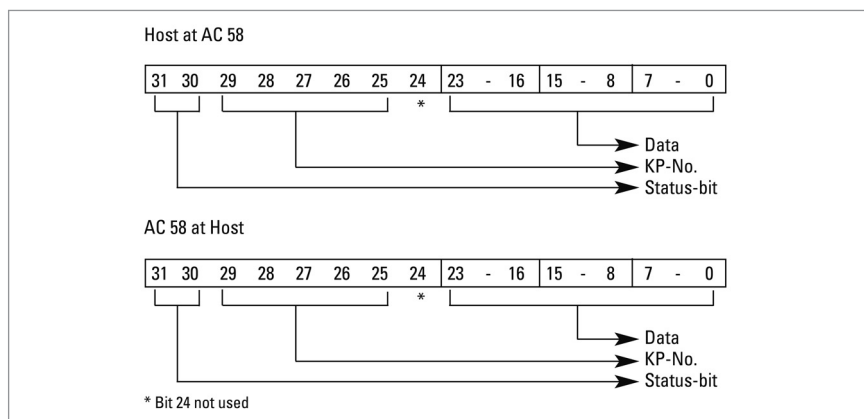 Host at AC 58
31 30 29 28 27 26 25 24 23 - 16 15 - 8 7 - 0
*
Data
KP-No.
Status-bit
AC 58 at Host
31 30 29 28 27 26 25 24 23 - 16 15 - 8 7 - 0
*
Data
KP-No.
Status-bit
* Bit 24 not used